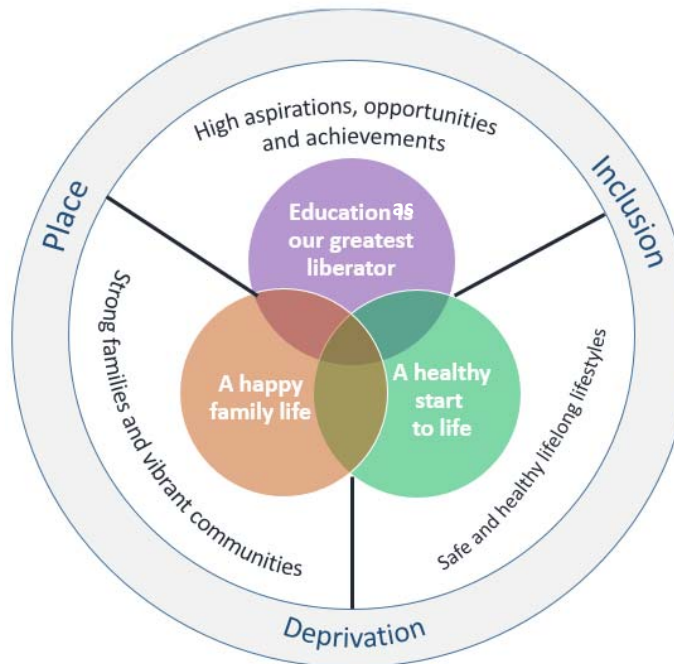 Place
Inclusion
Deprivation
High aspirations, opportunities
and achievements
Strong families and vibrant communities
Safe and healthy lifelong lifestyles
Education as
our greatest
liberator
A happy
family life
A healthy
start
to life